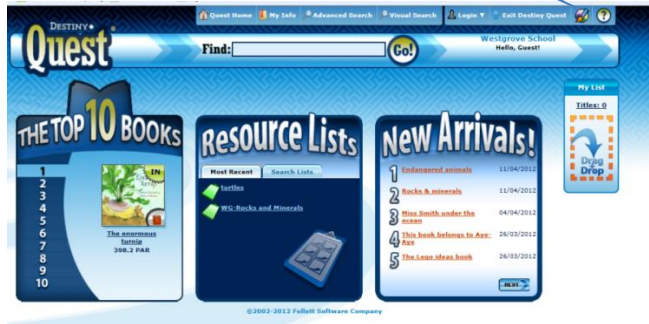 Quest Home My Info Advanced Search Visual Search Login ▼ Exit Destiny Quest ?
DESTINY
Quest
Find: Go!
Westgrove School
Hello, Guest!
My List
Titles: 0
Drag
+
Drop
THE TOP 10 BOOKS
1
2
3
4
5
6
7
8
9
10
IN
The enormous
turnip
398.2 PAR
Resource Lists
Most Recent Search Lists
turtles
WG-Rocks and Minerals
New Arrivals!
1 Endangered animals 11/04/2012
2 Rocks & minerals 11/04/2012
3 Miss Smith under the
ocean 04/04/2012
4 This book belongs to Aye-
Aye 26/03/2012
5 The Lego ideas book 26/03/2012
next
©2002-2012 Follett Software Company